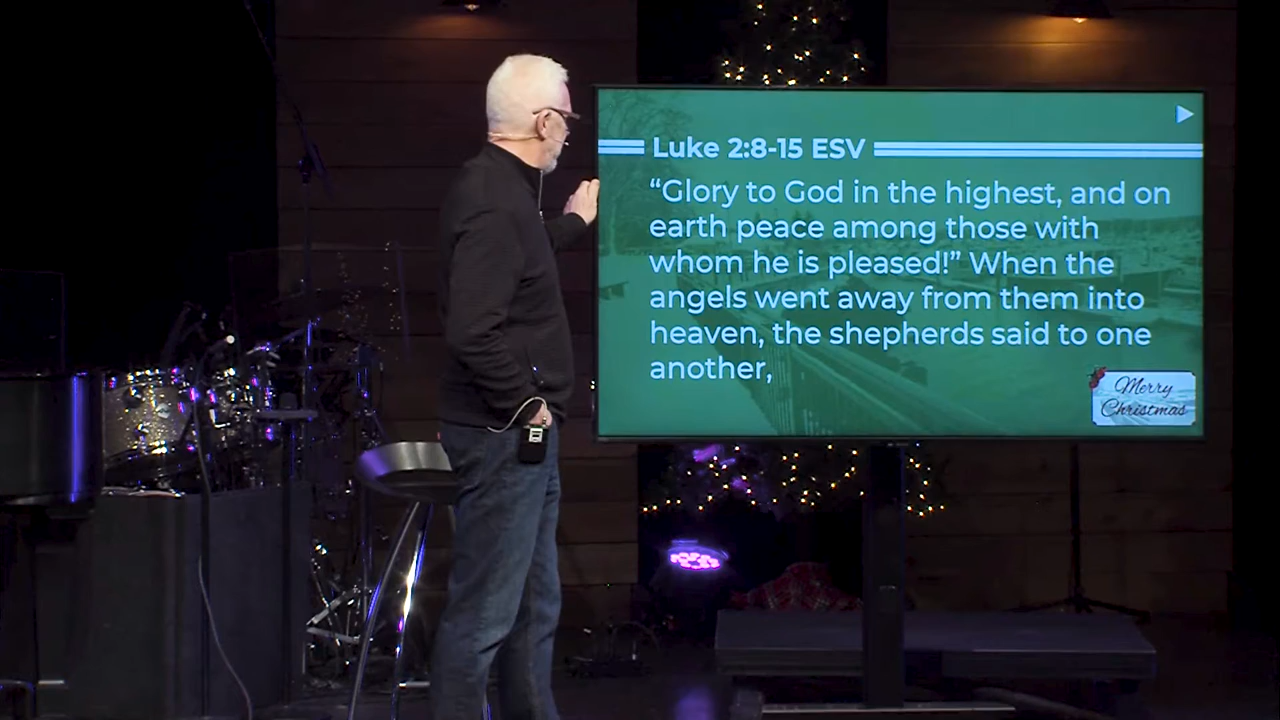 Luke 2:8-15 ESV
“Glory to God in the highest, and on
earth peace among those with
whom he is pleased!” When the
angels went away from them into
heaven, the shepherds said to one
another,
Merry
Christmas